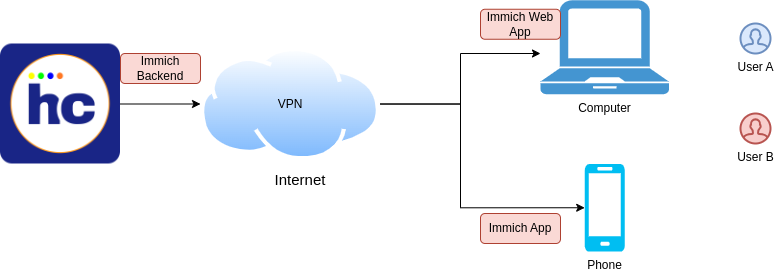 Immich
Backend
hc
VPN
Internet
Immich Web
App
Computer
Immich App
Phone
User A
User B